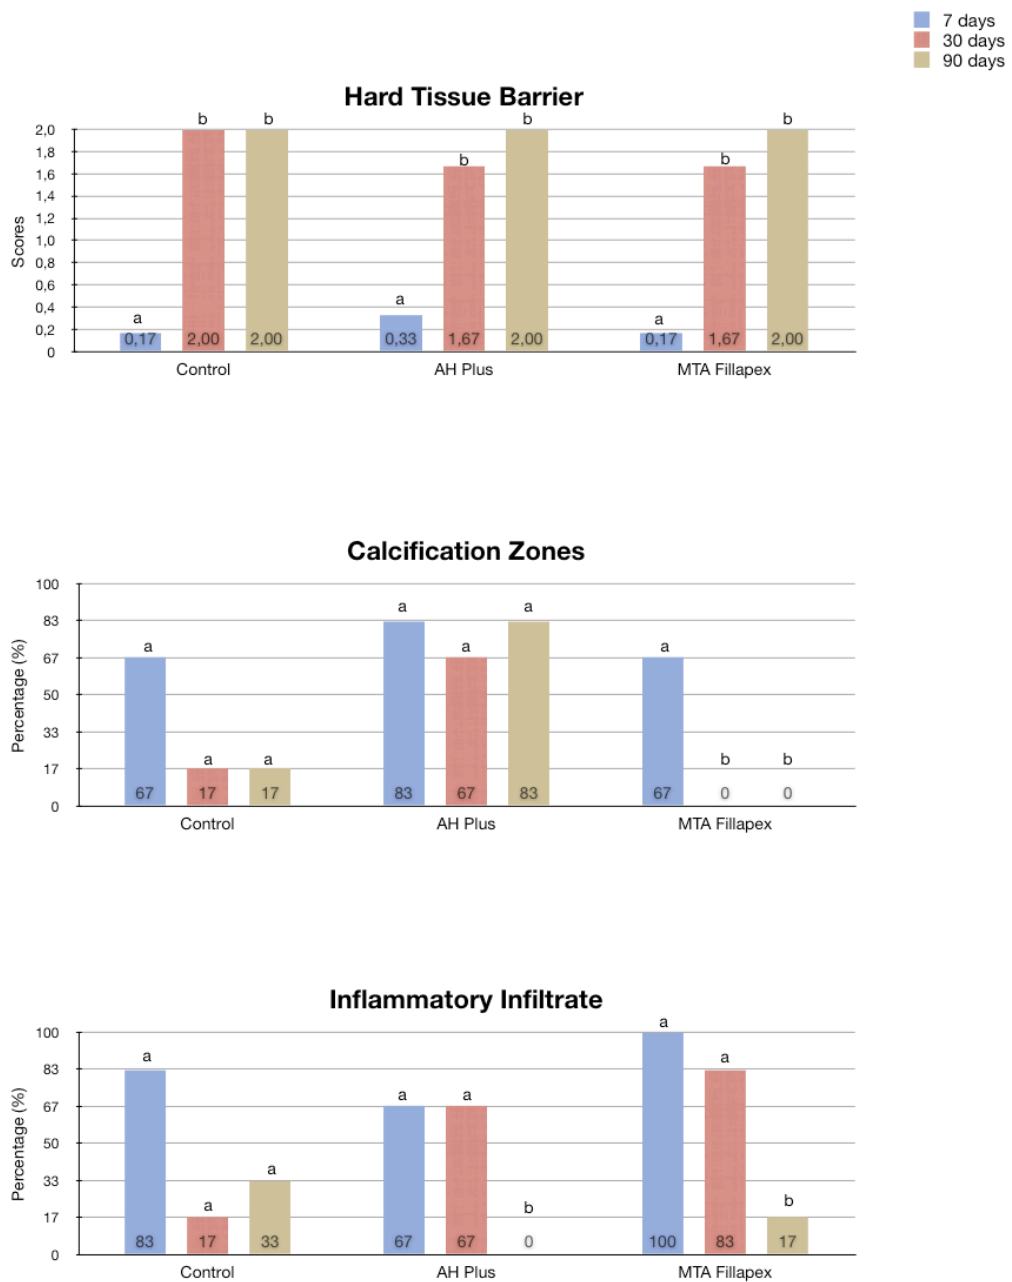 7 days
30 days
90 days
Hard Tissue Barrier
b b b b
2,0
1,8
b b
1,6
1,4
1,2
1,0
0,8
0,6
0,4
a a a
0,2
0
Scores
0,17 2,00 2,00 0,33 1,67 2,00 0,17 1,67 2,00
Control AH Plus MTA Fillapex
Calcification Zones
100
83
67
50
33
17
0
Percentage (%)
a a a a a a a b b
67 17 17 83 67 83 67 0 0
Control AH Plus MTA Fillapex
Inflammatory Infiltrate
100
83
67
50
33
17
0
Percentage (%)
a a a a a b a a b
83 17 33 67 67 0 100 83 17
Control AH Plus MTA Fillapex